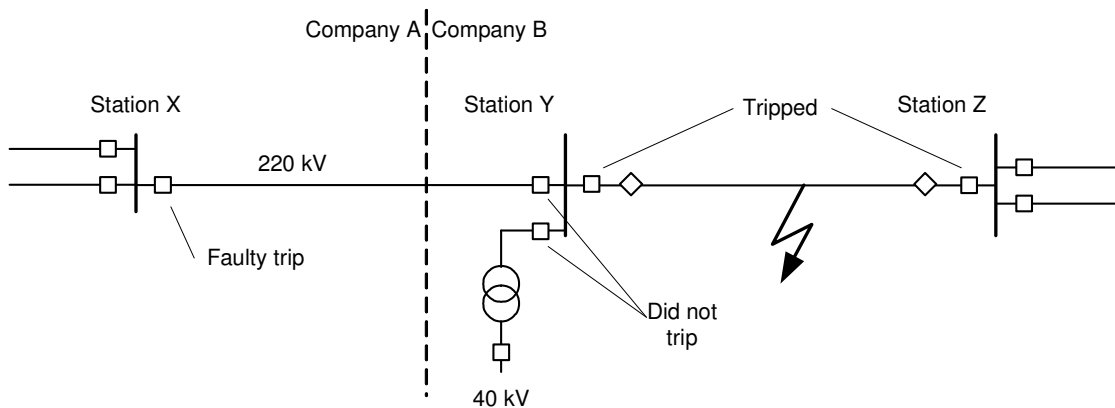 Company A Company B
Station X
Station Y
Tripped
Station Z
220 kV
Faulty trip
Did not
trip
40 kV